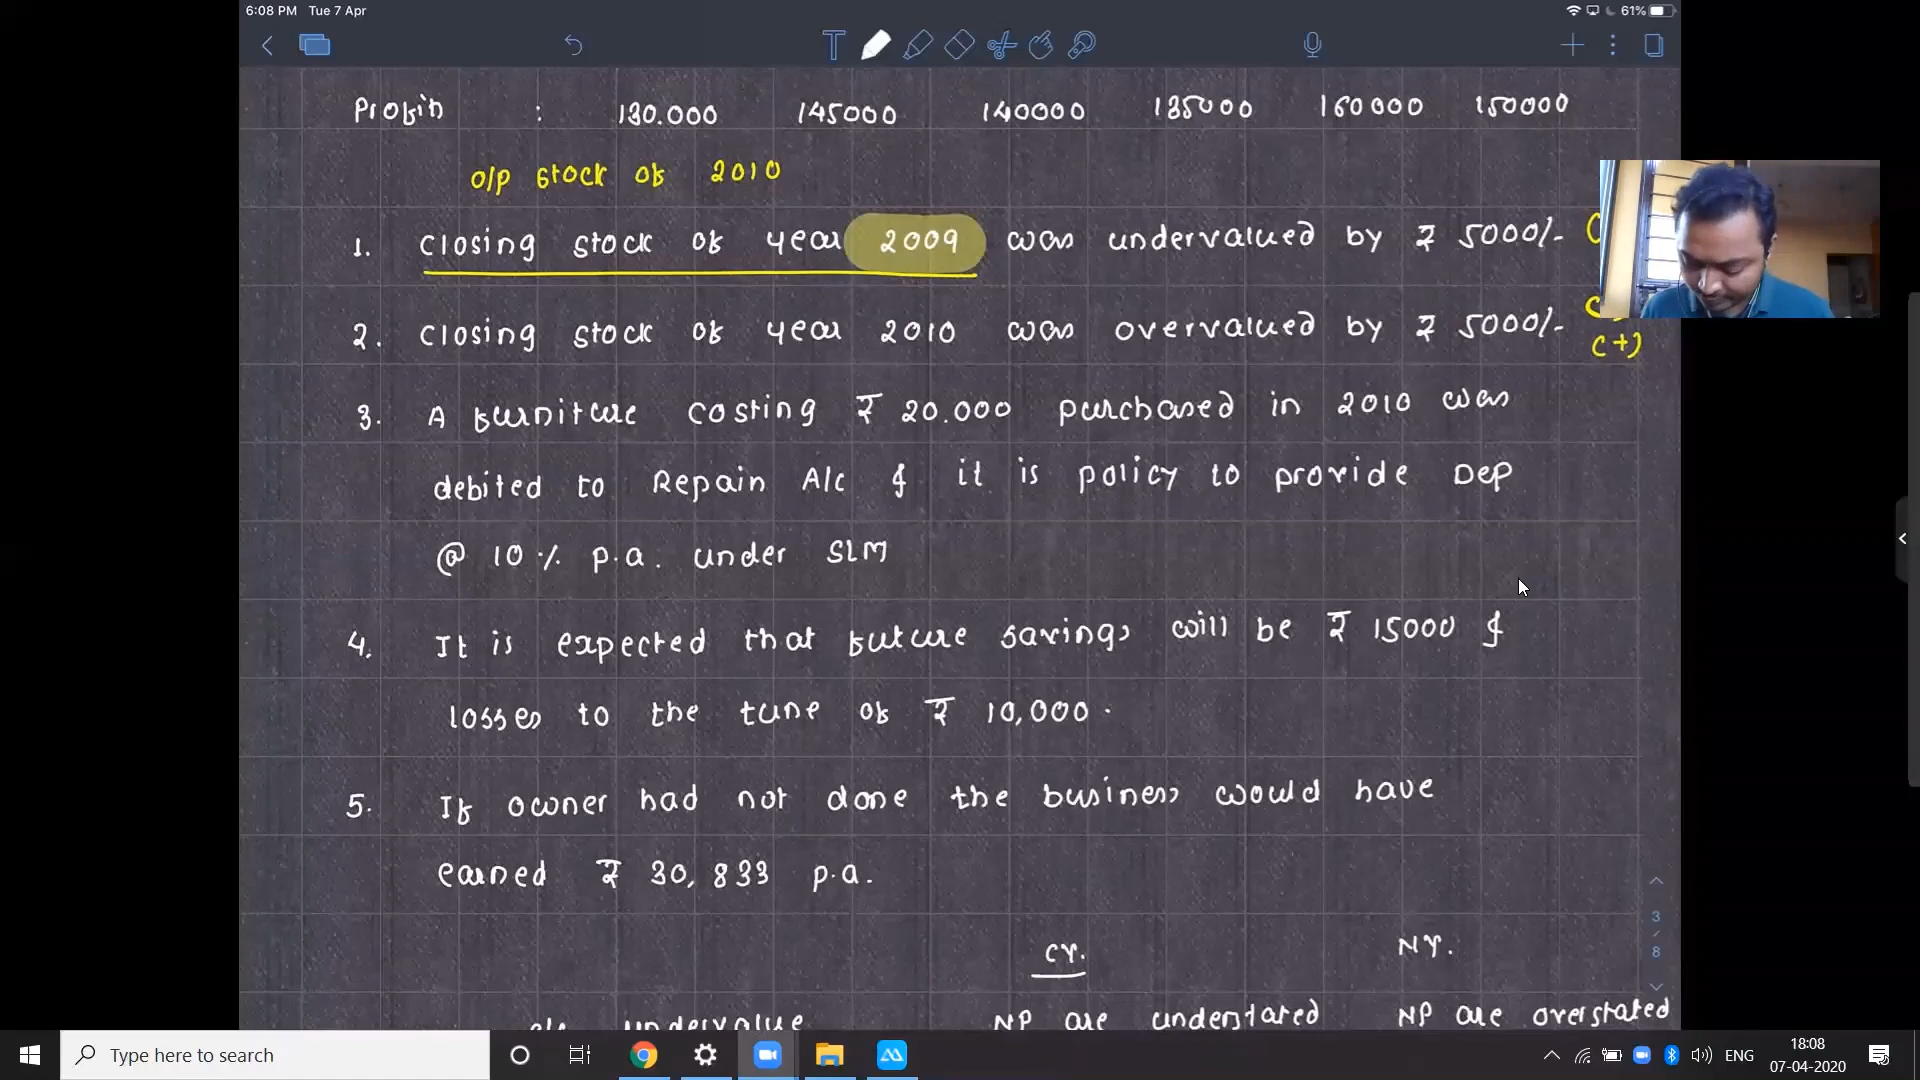 6:08 PM Tue 7 Apr
61%
Profit : 130.000 145000 140000 135000 160000 150000
O/P Stock of 2010
1. Closing stock of year 2009 was undervalued by ₹ 5000/-
2. Closing stock of year 2010 was overvalued by ₹ 5000/-
(+)
3. A furniture costing ₹ 20.000 purchased in 2010 was
debited to Repair A/c & it is policy to provide Dep
@ 10 % p.a. under SLM
4. It is expected that future savings will be ₹ 15000 &
losses to the tune of ₹ 10,000.
5. If owner had not done the business would have
earned ₹ 30,833 p.a.
CY. NY.
undervalue NP are understated NP are overstated
3
/
8
Type here to search
ENG
18:08
07-04-2020